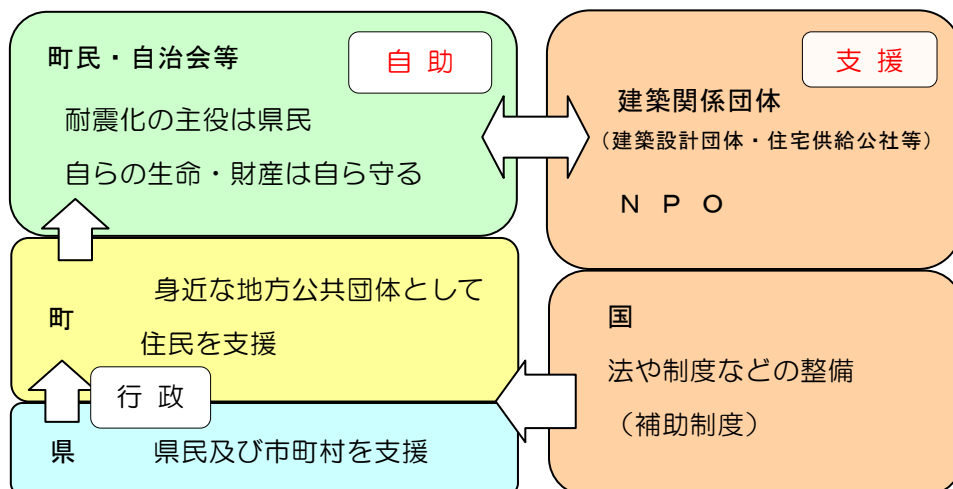 町民・自治会等
自 助
耐震化の主役は県民
自らの生命・財産は自ら守る
支 援
建築関係団体
（建築設計団体・住宅供給公社等）
Ｎ Ｐ Ｏ
町
身近な地方公共団体として
住民を支援
行 政
県
県民及び市町村を支援
国
法や制度などの整備
（補助制度）